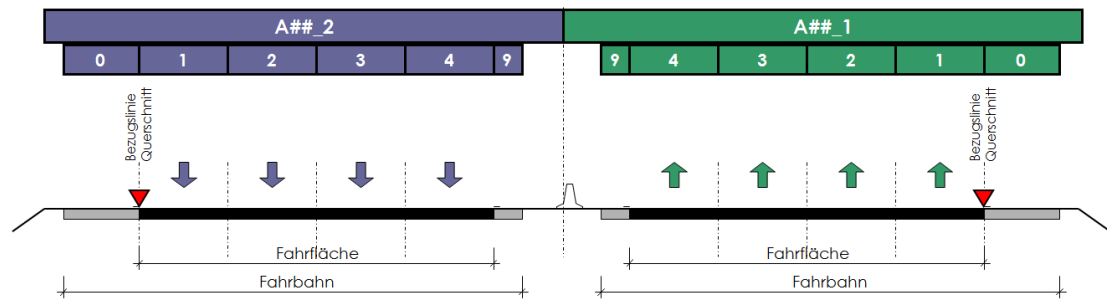 A##_2 A##_1
0 1 2 3 4 9 9 4 3 2 1 0
Bezugslinie
Querschnitt
Bezugslinie
Querschnitt
Fahrfläche Fahrfläche
Fahrbahn Fahrbahn